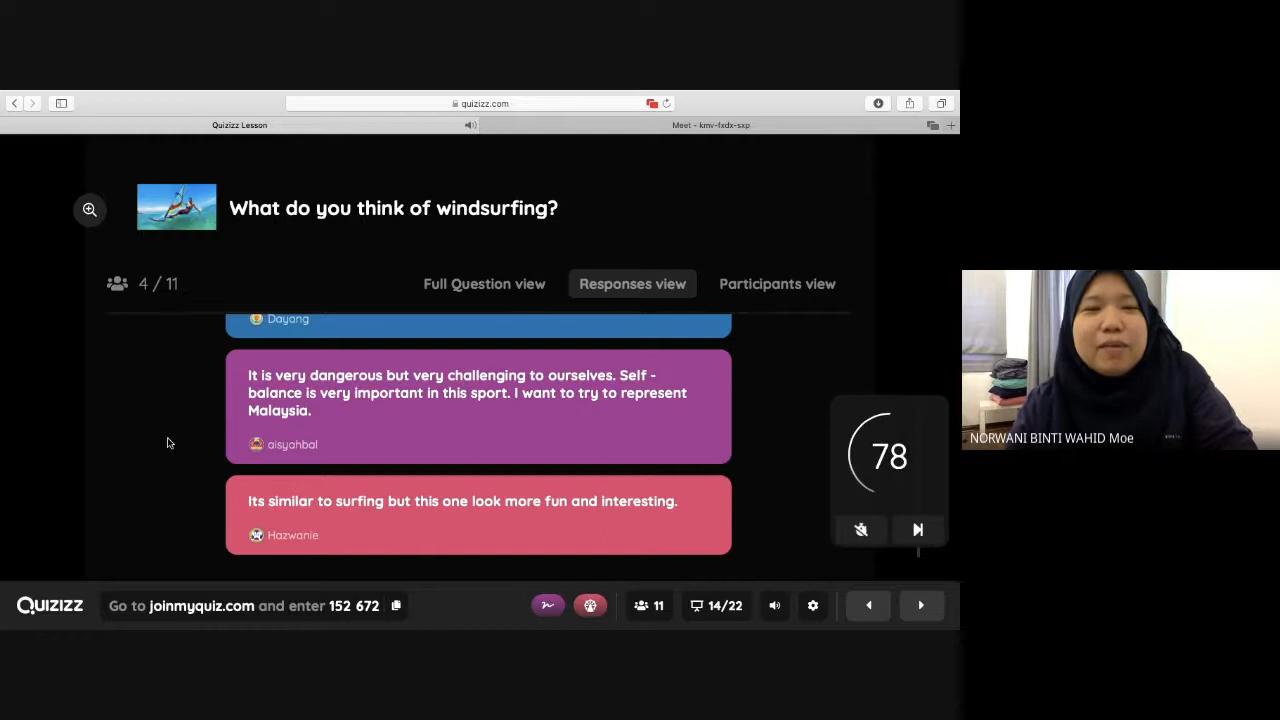 quizizz.com
Quizizz Lesson
Meet - kmv-fxdx-sxp
What do you think of windsurfing?
4 / 11
Full Question view
Responses view
Participants view
Dayang
It is very dangerous but very challenging to ourselves. Self -
balance is very important in this sport. I want to try to represent
Malaysia.
aisyahbal
78
NORWANI BINTI WAHID Moe
Its similar to surfing but this one look more fun and interesting.
Hazwanie
QUIZIZZ
Go to joinmyquiz.com and enter 152 672
11
14/22